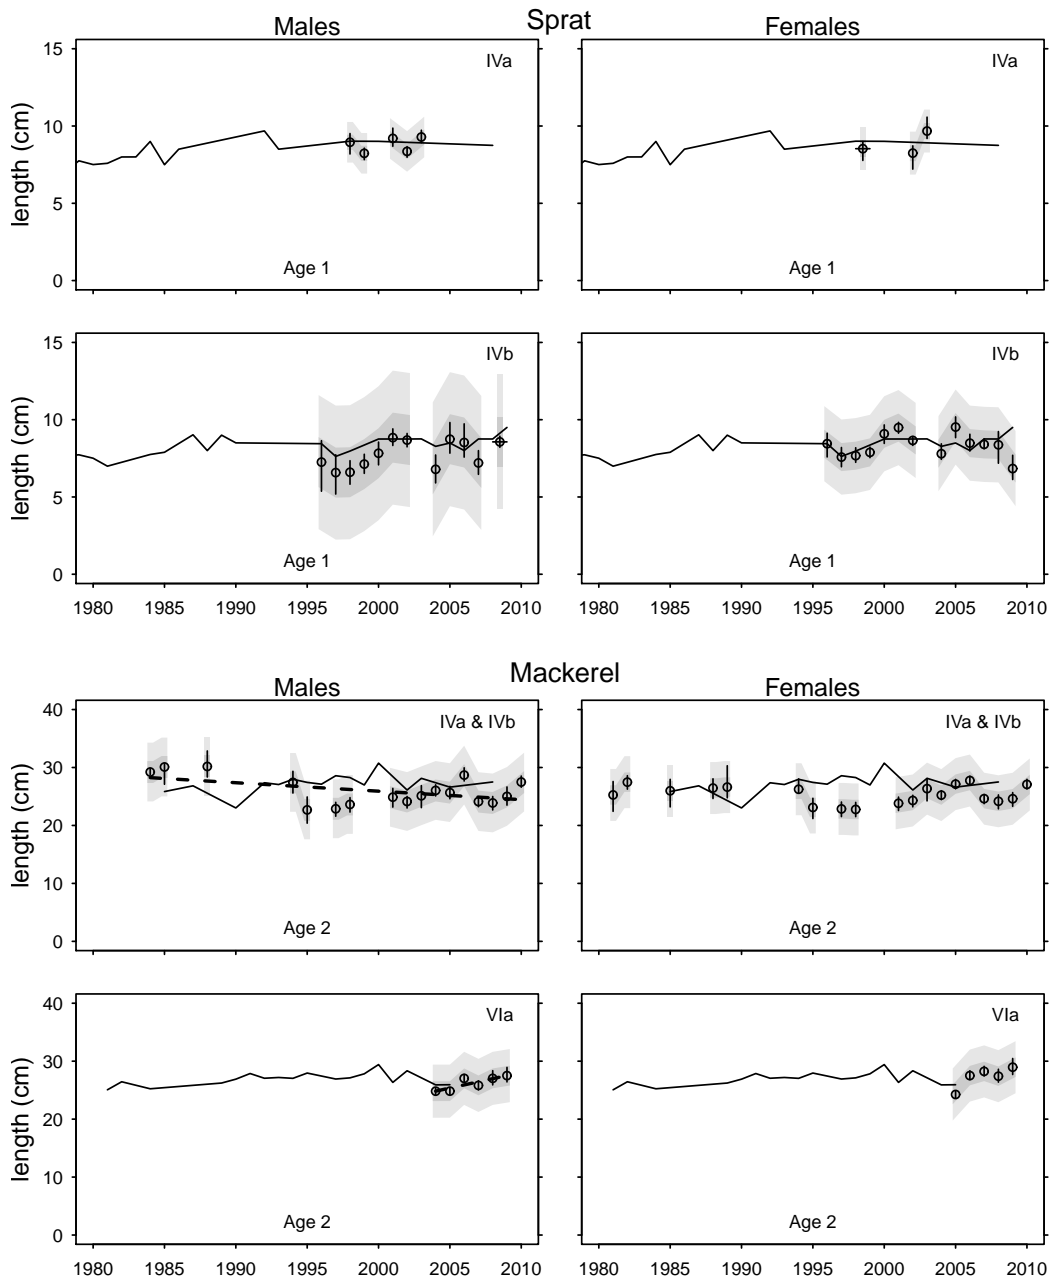 Sprat
Males
Females
length (cm)
15
10
5
0
IVa
Age 1
IVa
Age 1
length (cm)
15
10
5
0
IVb
Age 1
IVb
Age 1
1980 1985 1990 1995 2000 2005 2010
1980 1985 1990 1995 2000 2005 2010
Mackerel
Males
Females
length (cm)
40
30
20
10
0
IVa & IVb
Age 2
IVa & IVb
Age 2
length (cm)
40
30
20
10
0
VIa
Age 2
VIa
Age 2
1980 1985 1990 1995 2000 2005 2010
1980 1985 1990 1995 2000 2005 2010